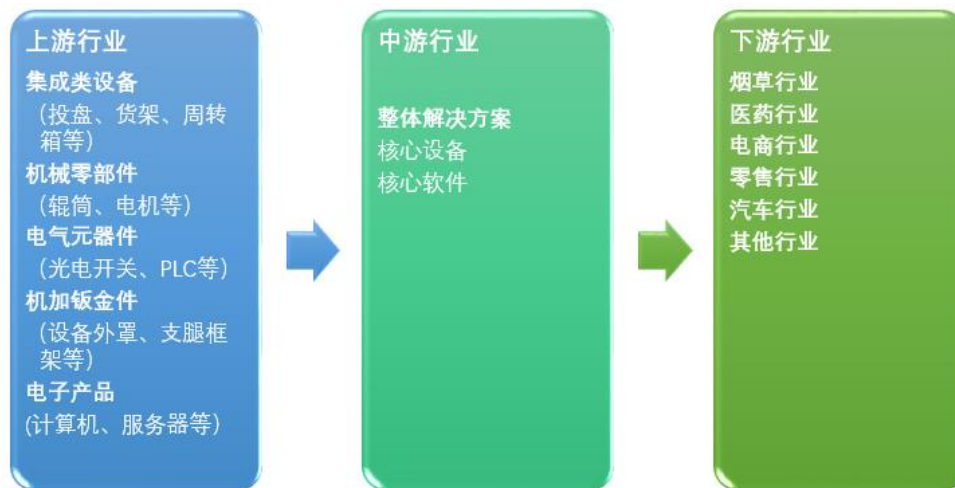 上游行业
集成类设备
（投盘、货架、周转
箱等）
机械零部件
（辊筒、电机等）
电气元器件
（光电开关、PLC等）
机加钣金件
（设备外罩、支腿框
架等）
电子产品
(计算机、服务器等）
中游行业
整体解决方案
核心设备
核心软件
下游行业
烟草行业
医药行业
电商行业
零售行业
汽车行业
其他行业